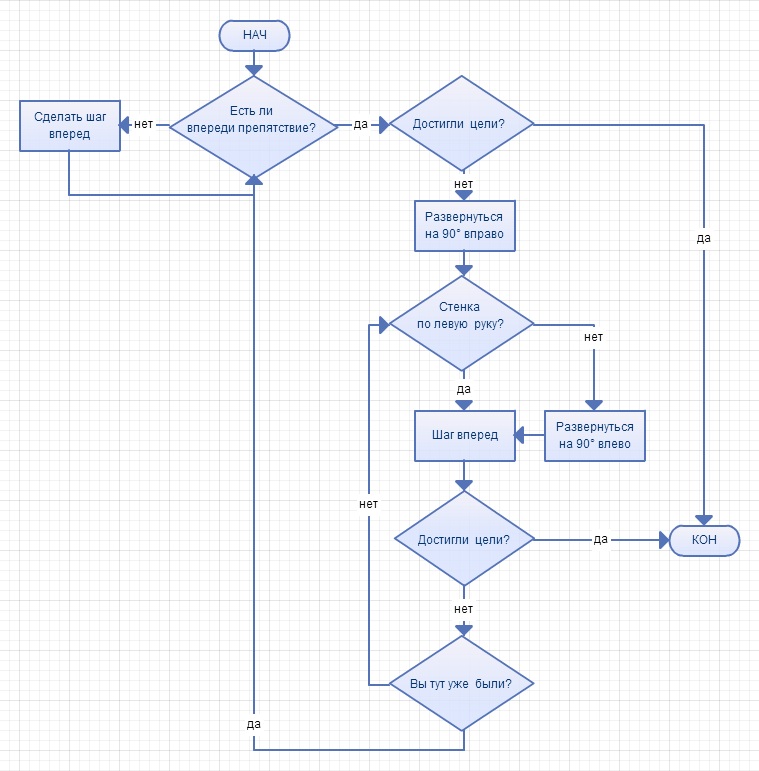 НАЧ
Есть ли
впереди препятствие?
нет
Сделать шаг
вперед
да
Достигли цели?
да
нет
Развернуться
на 90° вправо
Стенка
по левую руку?
нет
да
Шаг вперед
Развернуться
на 90° влево
нет
Достигли цели?
да
КОН
нет
Вы тут уже были?
да